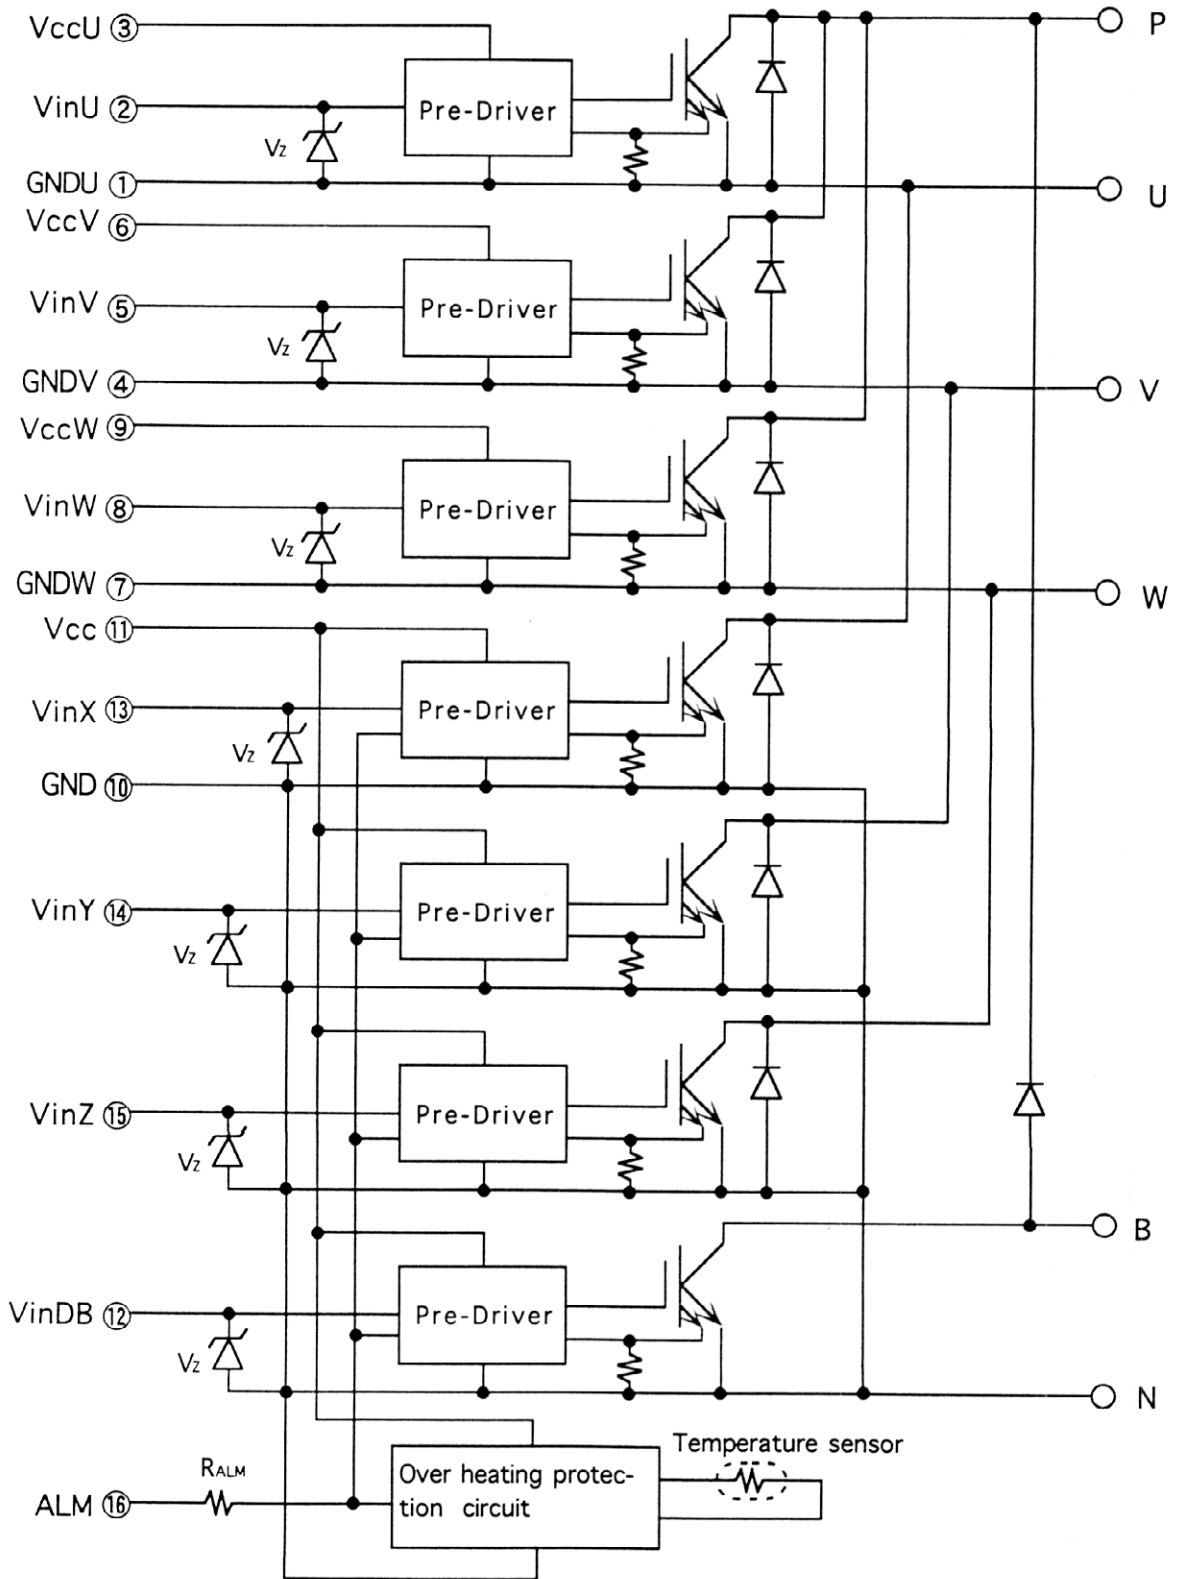 VccU ③
P
VinU ②
Pre-Driver
Vz
GNDU ①
U
VccV ⑥
VinV ⑤
Pre-Driver
Vz
GNDV ④
V
VccW ⑨
VinW ⑧
Pre-Driver
Vz
GNDW ⑦
W
Vcc ⑪
VinX ⑬
Pre-Driver
Vz
GND ⑩
VinY ⑭
Pre-Driver
Vz
VinZ ⑮
Pre-Driver
Vz
B
VinDB ⑫
Pre-Driver
Vz
N
Temperature sensor
RALM
Over heating protec-
tion circuit
ALM ⑯